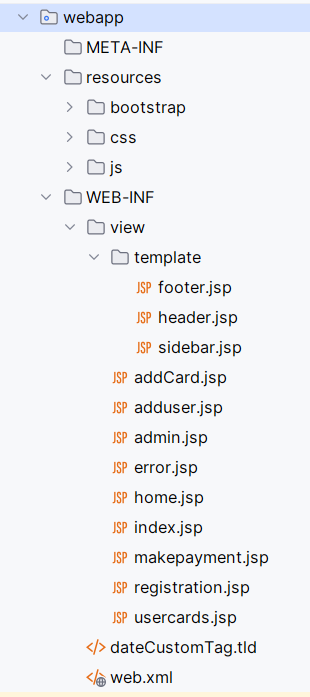 webapp
META-INF
resources
bootstrap
css
js
WEB-INF
view
template
JSP footer.jsp
JSP header.jsp
JSP sidebar.jsp
JSP addCard.jsp
JSP adduser.jsp
JSP admin.jsp
JSP error.jsp
JSP home.jsp
JSP index.jsp
JSP makepayment.jsp
JSP registration.jsp
JSP usercards.jsp
</> dateCustomTag.tld
</> web.xml